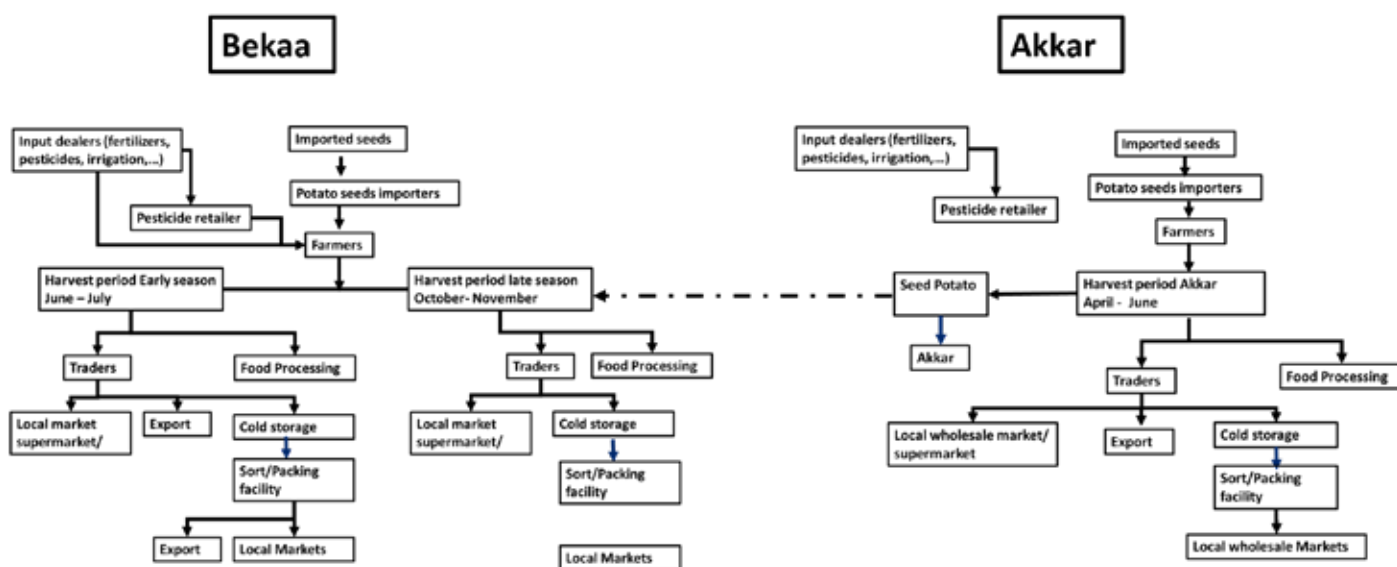 Bekaa
Input dealers (fertilizers,
pesticides, irrigation,...)
Imported seeds
Potato seeds importers
Pesticide retailer
Farmers
Harvest period Early season
June – July
Harvest period late season
October- November
Traders
Food Processing
Local market
supermarket/
Export
Cold storage
Sort/Packing
facility
Export
Local Markets
Traders
Food Processing
Local market
supermarket/
Cold storage
Sort/Packing
facility
Local Markets
Akkar
Input dealers (fertilizers,
pesticides, irrigation,...)
Imported seeds
Potato seeds importers
Pesticide retailer
Farmers
Seed Potato
Harvest period Akkar
April - June
Akkar
Traders
Food Processing
Local wholesale market/
supermarket
Export
Cold storage
Sort/Packing
facility
Local wholesale Markets